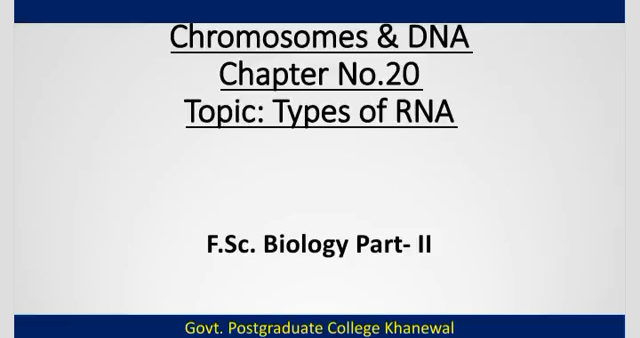 Chromosomes & DNA
Chapter No.20
Topic: Types of RNA
F.Sc. Biology Part- II
Govt. Postgraduate College Khanewal